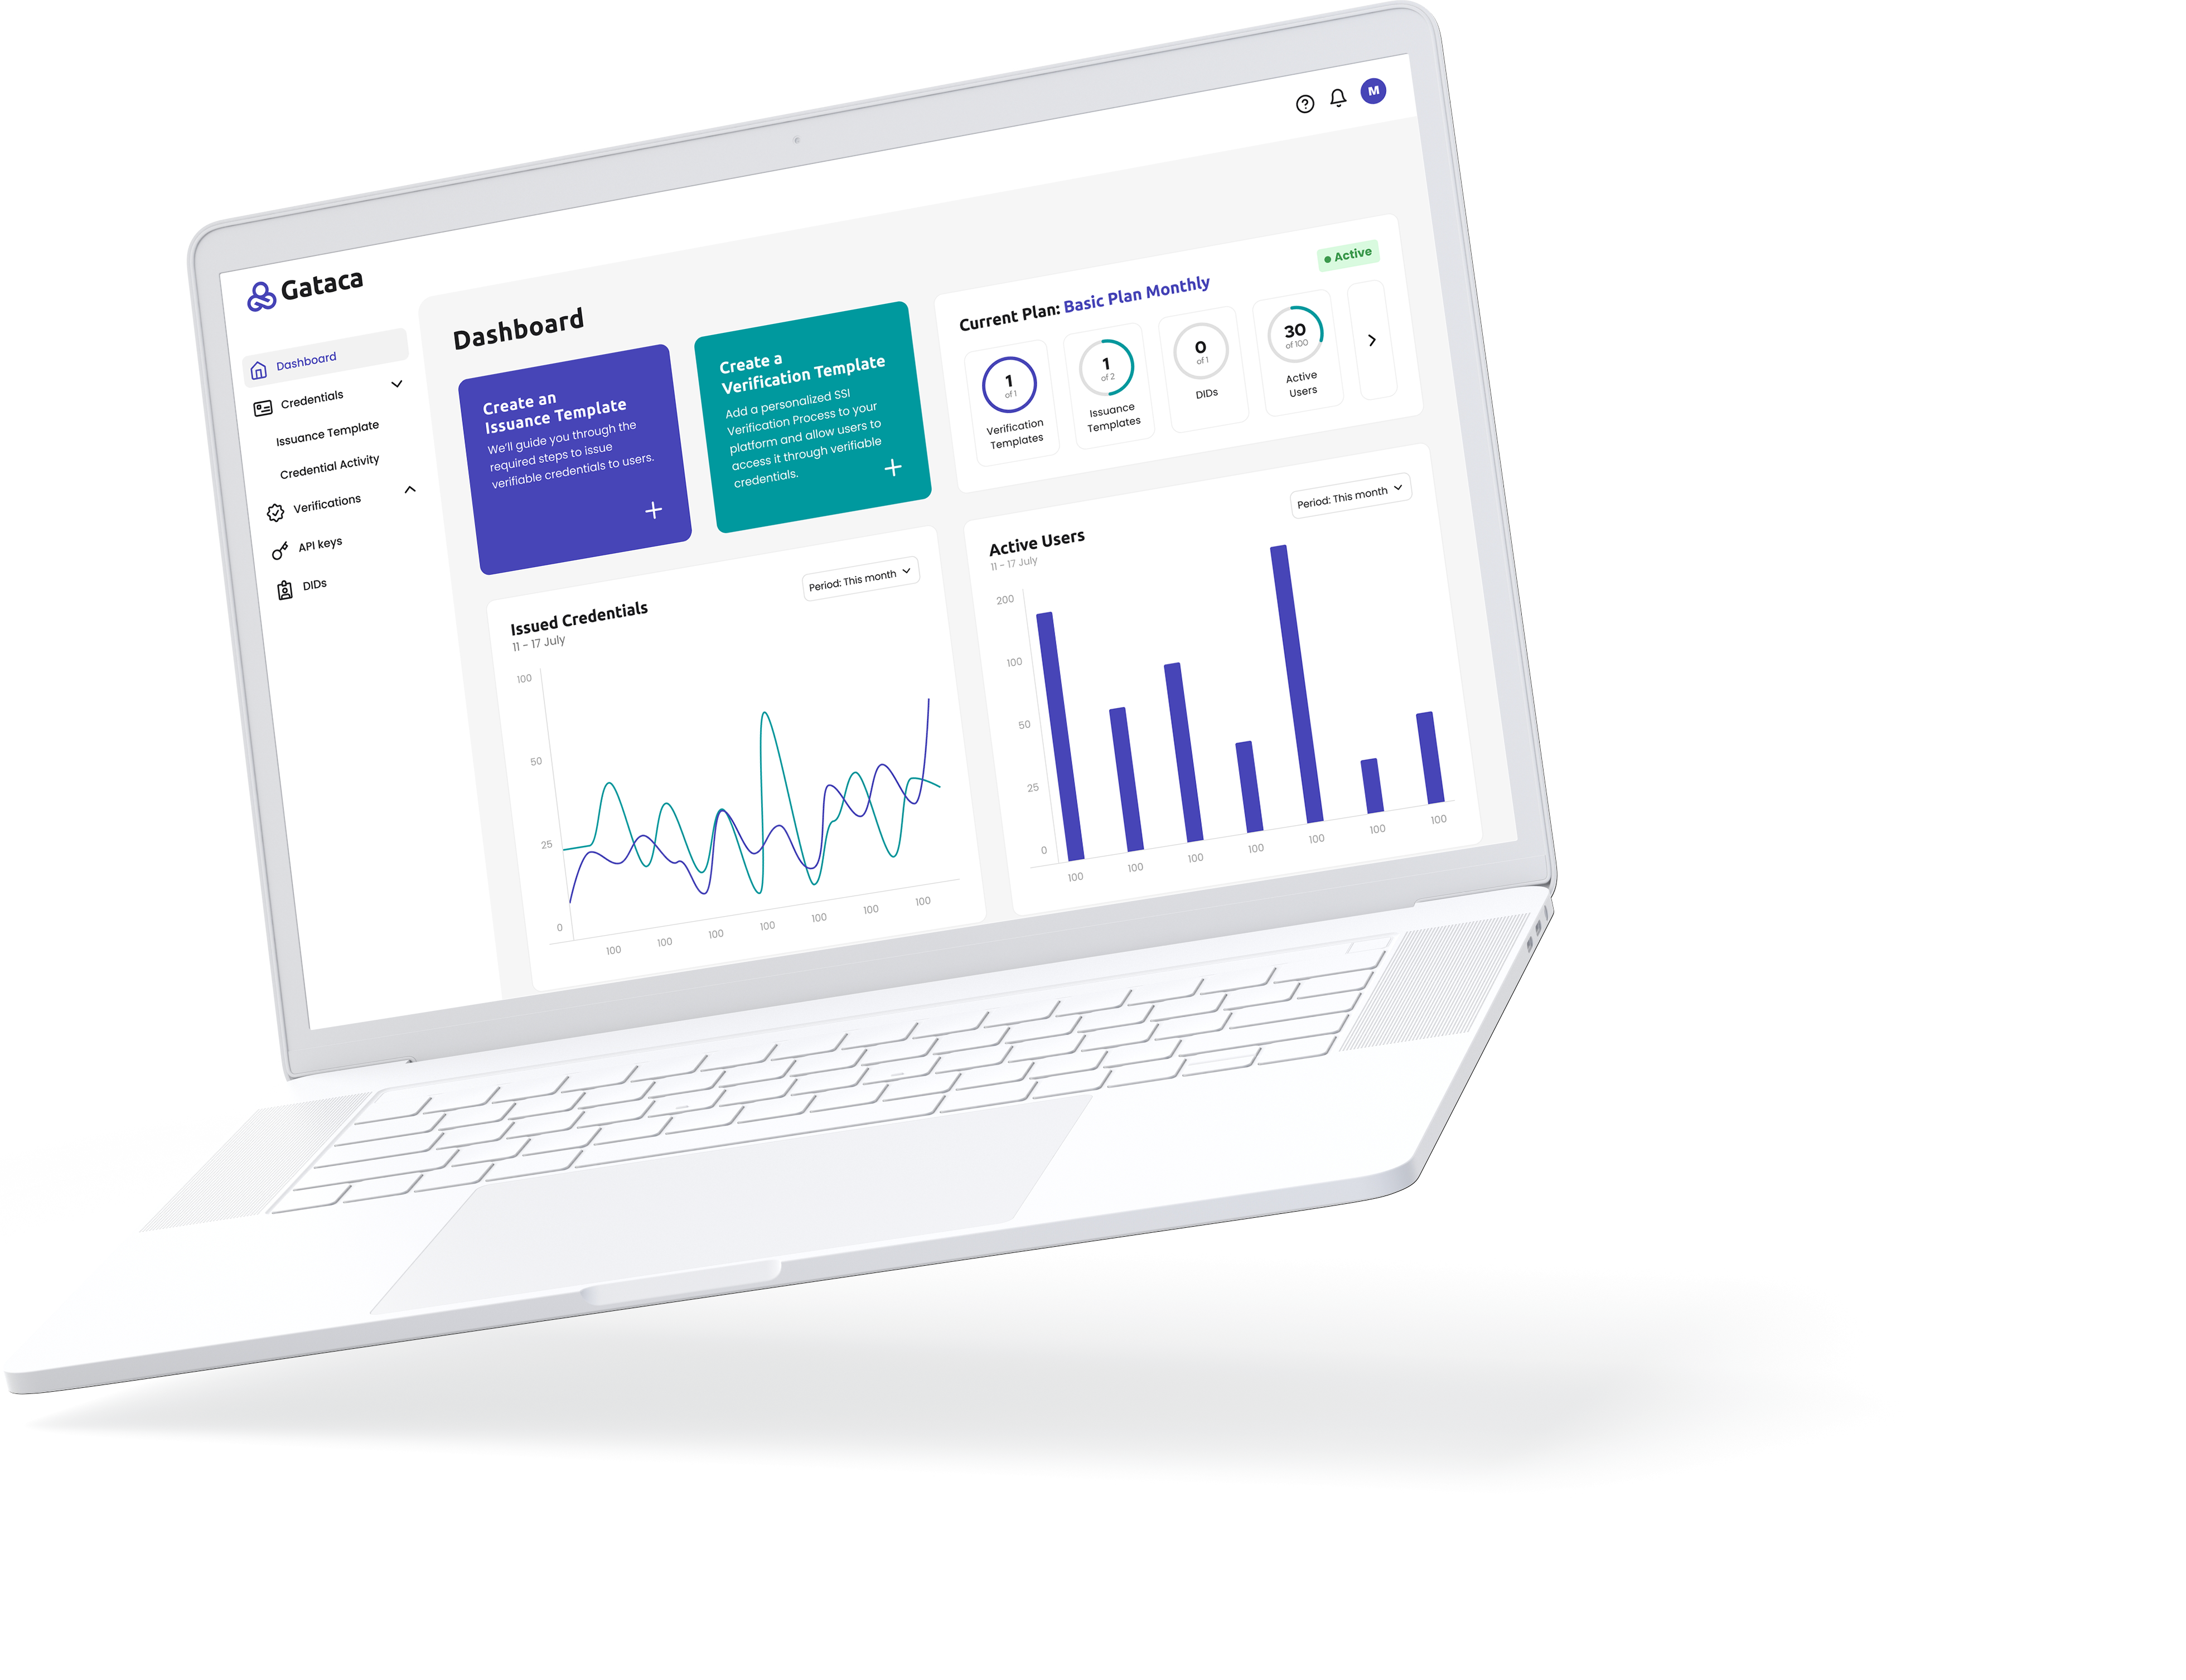 M
Gataca
Dashboard
Credentials
Issuance Template
Credential Activity
Verifications
API keys
DIDs
Dashboard
Create an
Issuance Template
We'll guide you through the
required steps to issue
verifiable credentials to users.
Create a
Verification Template
Add a personalized SSI
Verification Process to your
platform and allow users to
access it through verifiable
credentials.
Current Plan: Basic Plan Monthly
Active
1
of 1
Verification
Templates
1
of 2
Issuance
Templates
0
of 1
DIDs
30
of 100
Active
Users
Issued Credentials
11 - 17 July
Period: This month
100
50
25
0
100 100 100 100 100 100 100
Active Users
11 - 17 July
Period: This month
200
100
50
25
0
100 100 100 100 100 100 100